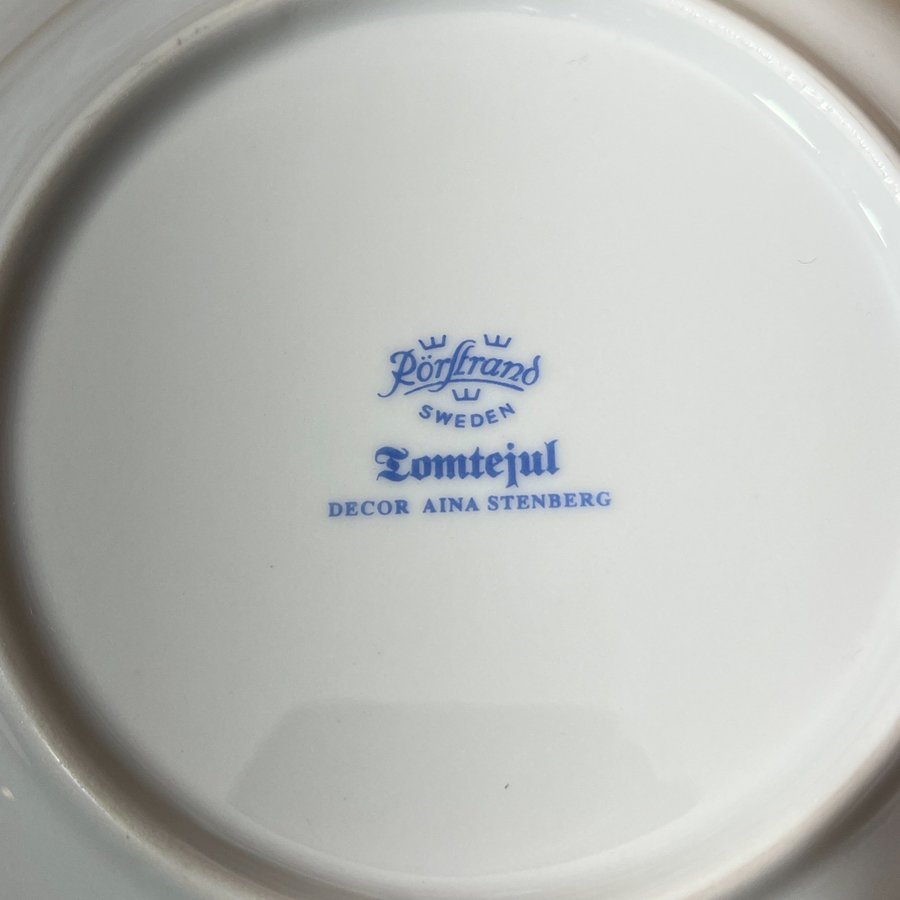 Rörstrand
SWEDEN
Tomtejul
DECOR AINA STENBERG